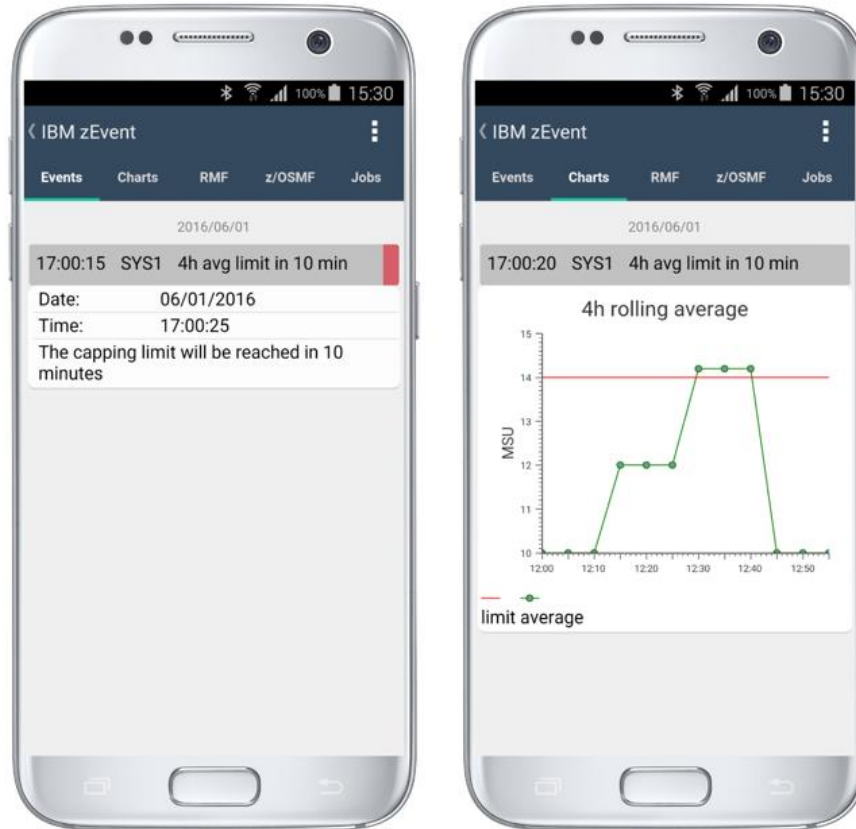 100% 15:30
IBM zEvent
Events Charts RMF z/OSMF Jobs
2016/06/01
17:00:15 SYS1 4h avg limit in 10 min
Date: 06/01/2016
Time: 17:00:25
The capping limit will be reached in 10
minutes
100% 15:30
IBM zEvent
Events Charts RMF z/OSMF Jobs
2016/06/01
17:00:20 SYS1 4h avg limit in 10 min
4h rolling average
15
14
13
12
11
10
MSU
12:00 12:10 12:20 12:30 12:40 12:50
limit average